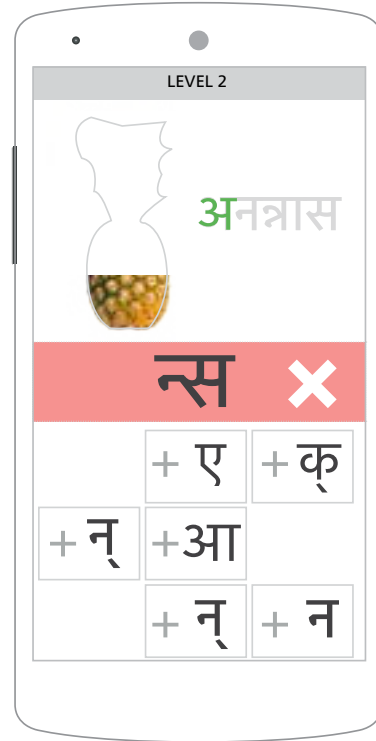 LEVEL 2
अनन्नास
न्स ×
+ ए + क्
+ न् + आ
+ न् + न